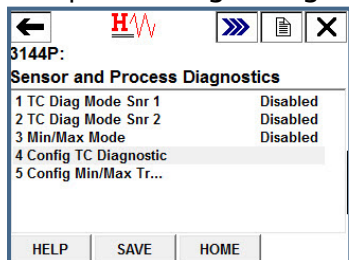 H
3144P:
Sensor and Process Diagnostics
1 TC Diag Mode Snr 1 Disabled
2 TC Diag Mode Snr 2 Disabled
3 Min/Max Mode Disabled
4 Config TC Diagnostic
5 Config Min/Max Tr...
HELP SAVE HOME